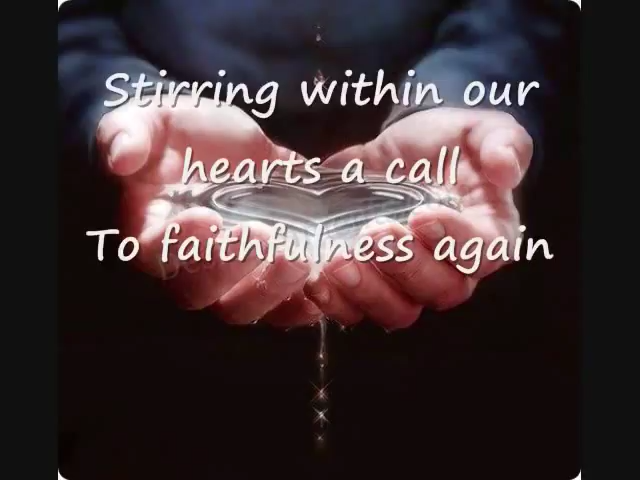 Stirring within our
hearts a call
To faithfulness again